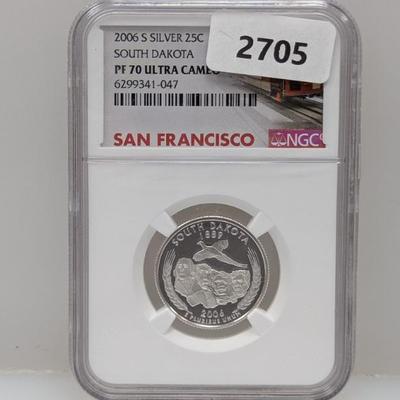 2705
2006 S SILVER 25C
SOUTH DAKOTA
PF 70 ULTRA CAMEO
6299341-047
SAN FRANCISCO
NGC
SOUTH DAKOTA
1889
2006
E PLURIBUS UNUM